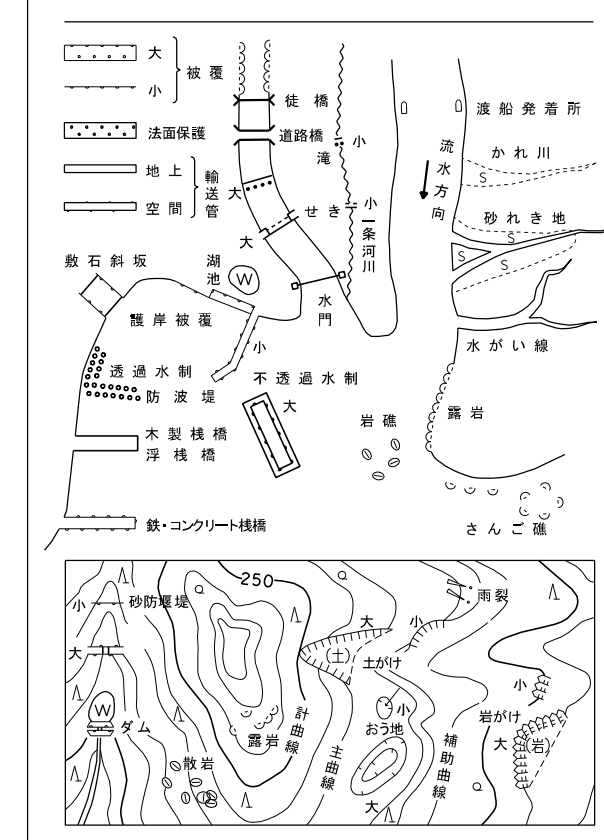 大
被覆
小
法面保護
地上
輸送管
空間
徒橋
道路橋
小
滝
大
せき
小
大
一条河川
渡船発着所
流水方向
かれ川
S
砂れき地
S
S
S
敷石斜坂
湖池
W
護岸被覆
水門
小
水がい線
透過水制
不透過水制
防波堤
大
木製桟橋
浮桟橋
岩礁
露岩
鉄・コンクリート桟橋
さんご礁
250
雨裂
小
砂防堰堤
大
小
大
(土)
土がけ
小
W
ダム
計曲線
小
おう地
岩がけ
大
(岩)
露岩
散岩
主曲線
補助曲線
大